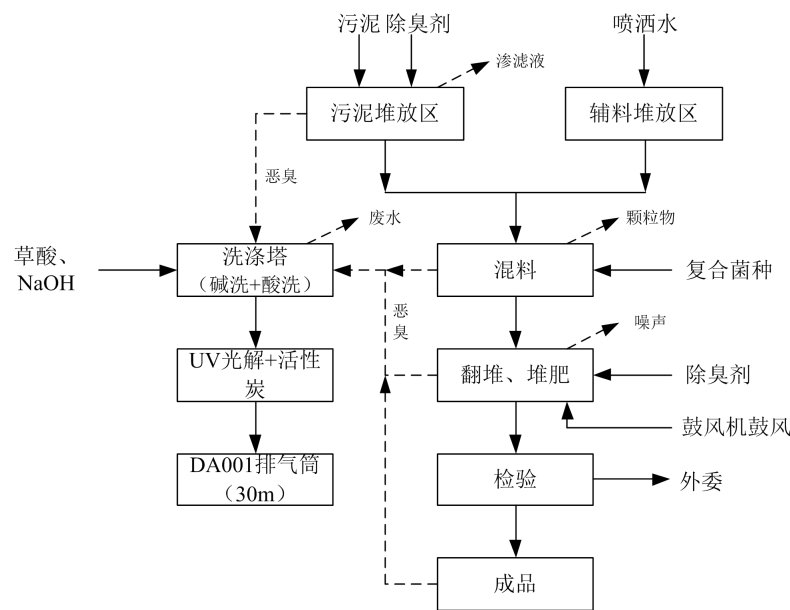 污泥 除臭剂
喷洒水
渗滤液
污泥堆放区
辅料堆放区
恶臭
废水
颗粒物
草酸、
NaOH
洗涤塔
（碱洗+酸洗）
混料
复合菌种
恶
臭
噪声
UV光解+活性
炭
翻堆、堆肥
除臭剂
鼓风机鼓风
DA001排气筒
（30m）
检验
外委
成品